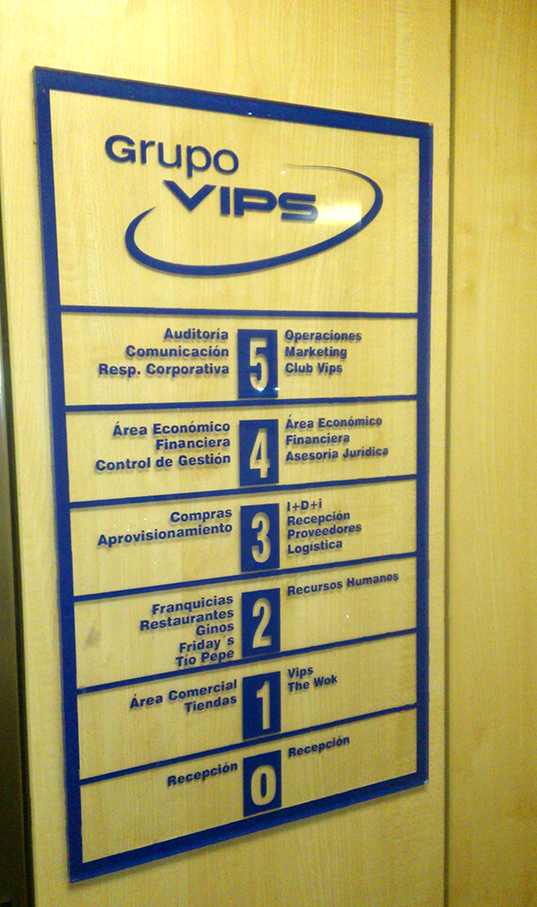 Grupo
VIPS
Auditoría
Comunicación
Resp. Corporativa
5
Operaciones
Marketing
Club Vips
Área Económico
Financiera
Control de Gestión
4
Área Económico
Financiera
Asesoría Jurídica
Compras
Aprovisionamiento
3
I+D+i
Recepción
Proveedores
Logística
Franquicias
Restaurantes
Ginos
Friday´s
Tío Pepe
2
Recursos Humanos
Área Comercial
Tiendas
1
Vips
The Wok
Recepción
0
Recepción